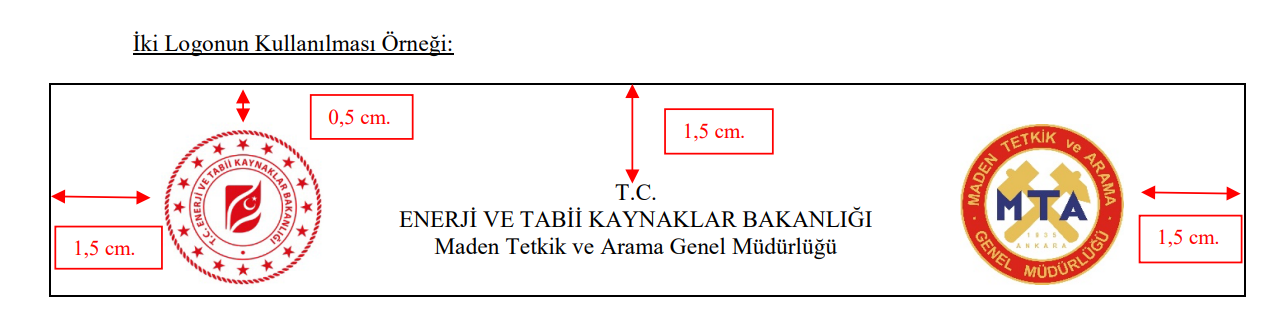 İki Logonun Kullanılması Örneği:
0,5 cm.
1,5 cm.
T.C. ENERJİ VE TABİİ KAYNAKLAR BAKANLIĞI
MADEN TETKİK ve ARAMA
MTA
1935
ANKARA
GENEL MÜDÜRLÜĞÜ
T.C.
ENERJİ VE TABİİ KAYNAKLAR BAKANLIĞI
Maden Tetkik ve Arama Genel Müdürlüğü
1,5 cm.
1,5 cm.